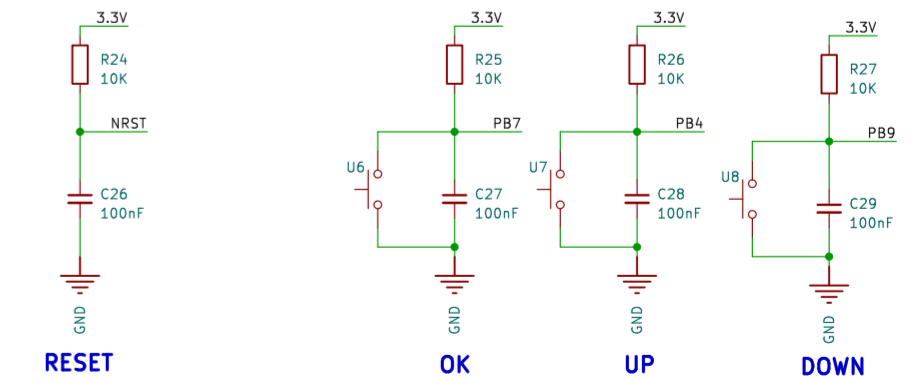 3.3V
R24
10K
NRST
C26
100nF
GND
RESET
3.3V
R25
10K
PB7
U6
C27
100nF
GND
OK
3.3V
R26
10K
PB4
U7
C28
100nF
GND
UP
3.3V
R27
10K
PB9
U8
C29
100nF
GND
DOWN